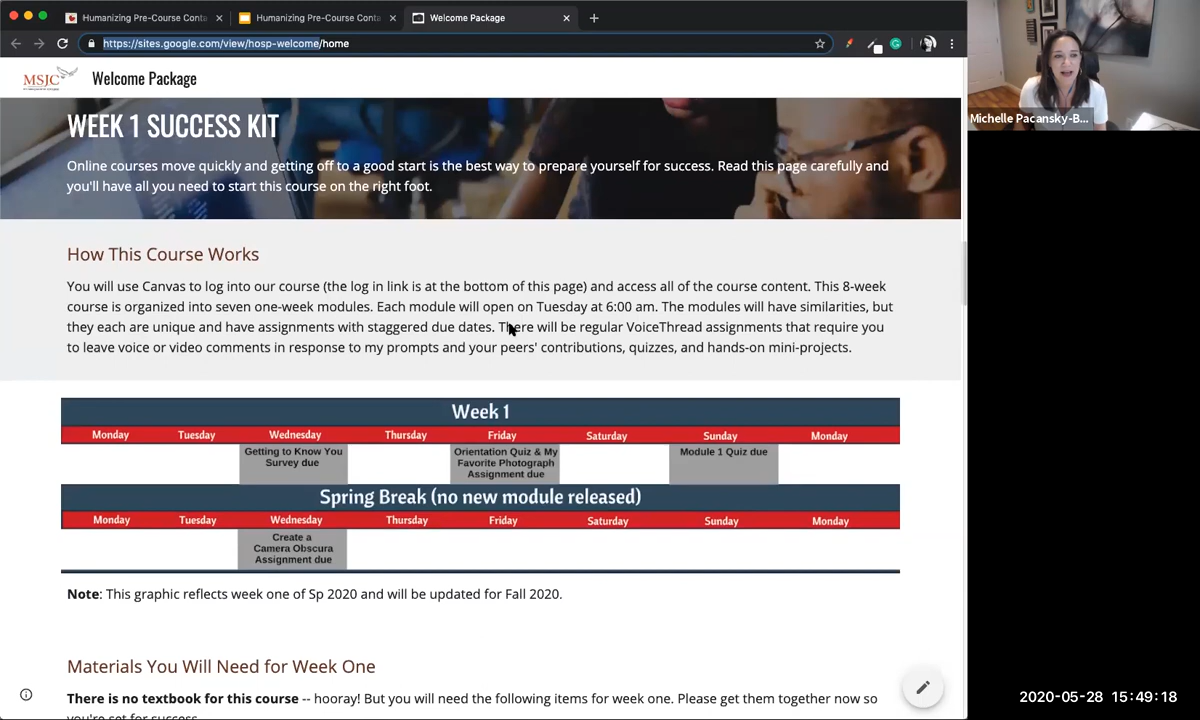 Humanizing Pre-Course Conta
Humanizing Pre-Course Conta
Welcome Package
https://sites.google.com/view/hosp-welcome/home
MSJC
Welcome Package
WEEK 1 SUCCESS KIT
Online courses move quickly and getting off to a good start is the best way to prepare yourself for success. Read this page carefully and
you'll have all you need to start this course on the right foot.
How This Course Works
You will use Canvas to log into our course (the log in link is at the bottom of this page) and access all of the course content. This 8-week
course is organized into seven one-week modules. Each module will open on Tuesday at 6:00 am. The modules will have similarities, but
they each are unique and have assignments with staggered due dates. There will be regular VoiceThread assignments that require you
to leave voice or video comments in response to my prompts and your peers' contributions, quizzes, and hands-on mini-projects.
Week 1
Monday Tuesday Wednesday Thursday Friday Saturday Sunday Monday
Getting to Know You
Survey due
Orientation Quiz & My
Favorite Photograph
Assignment due
Module 1 Quiz due
Spring Break (no new module released)
Monday Tuesday Wednesday Thursday Friday Saturday Sunday Monday
Create a
Camera Obscura
Assignment due
Note: This graphic reflects week one of Sp 2020 and will be updated for Fall 2020.
Materials You Will Need for Week One
There is no textbook for this course -- hooray! But you will need the following items for week one. Please get them together now so
you're set for success.
Michelle Pacansky-B...
2020-05-28 15:49:18